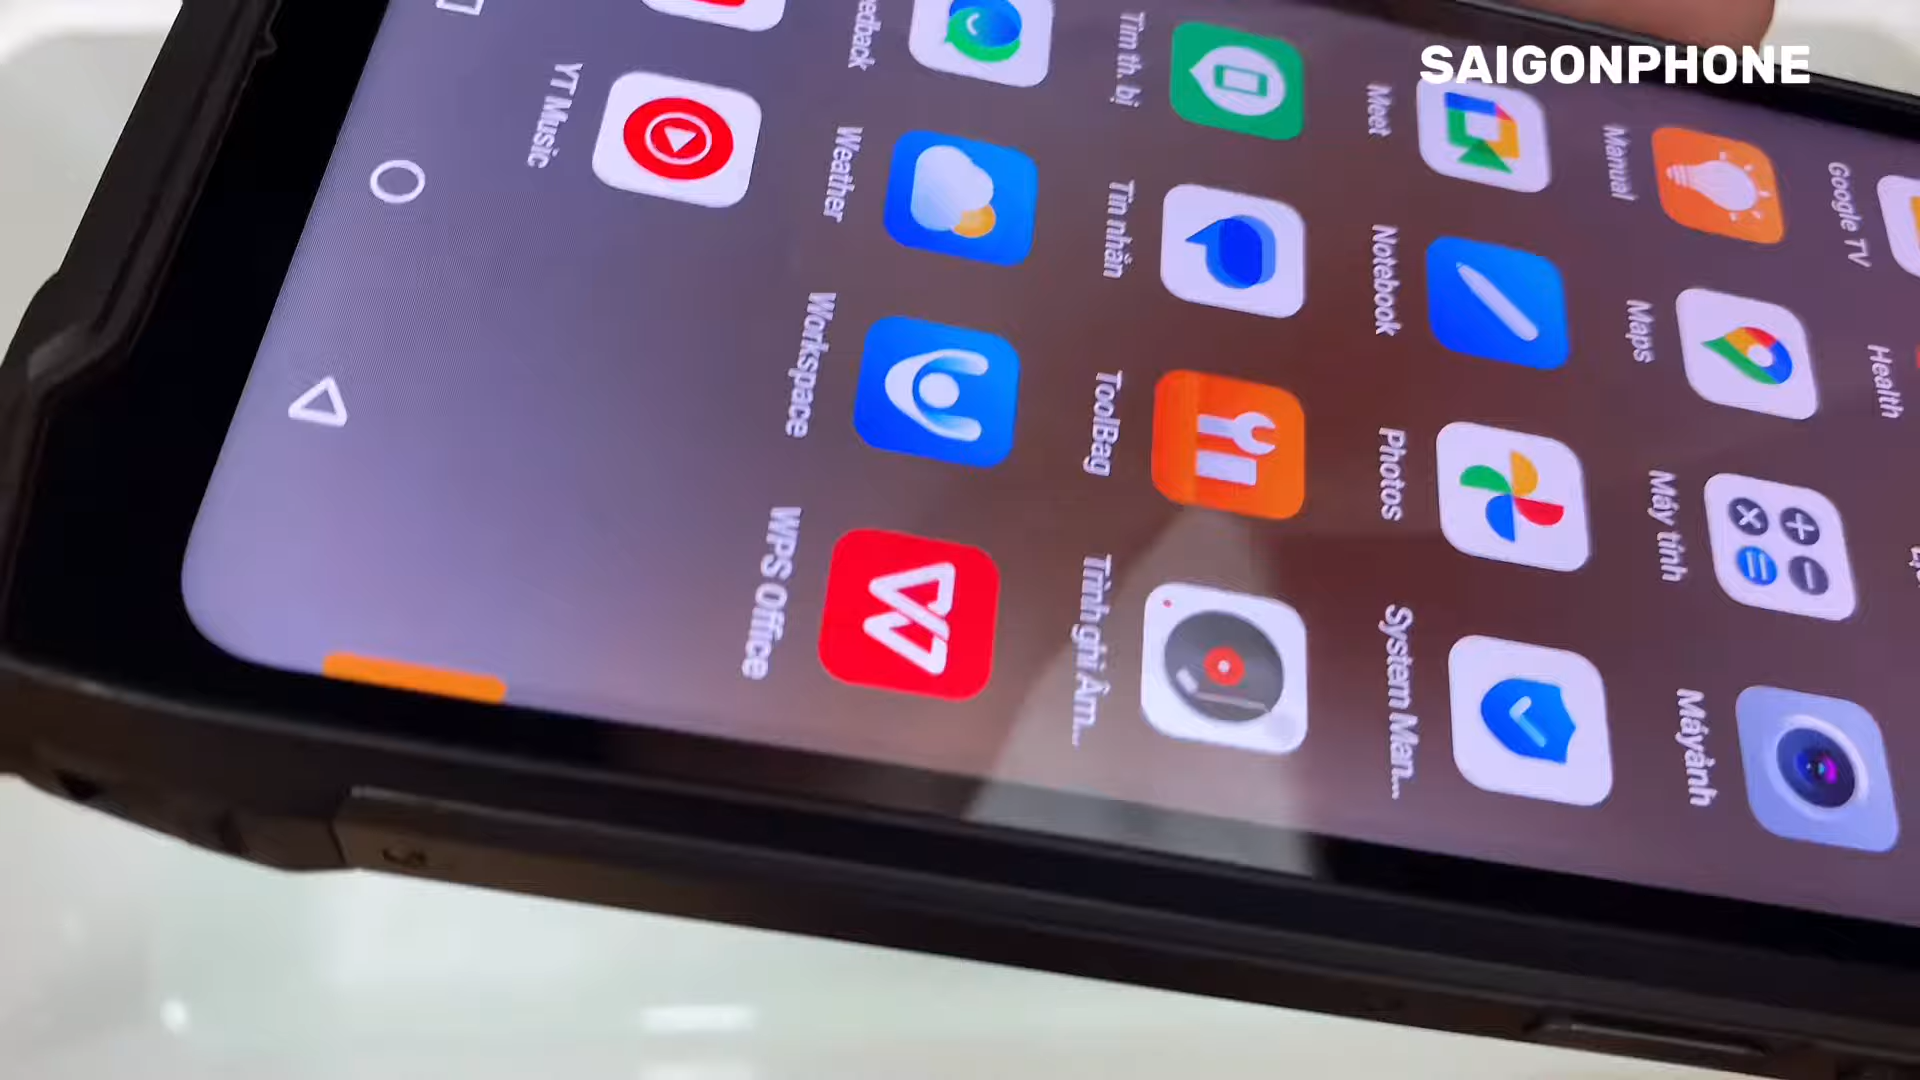 SAIGONPHONE
Google TV
Health
Manual
Maps
Máy tính
Máy ảnh
Meet
Notebook
Photos
System Man...
Tìm th. bị
Tin nhắn
ToolBag
Trình ghi Âm...
Weather
Workspace
WPS Office
YT Music